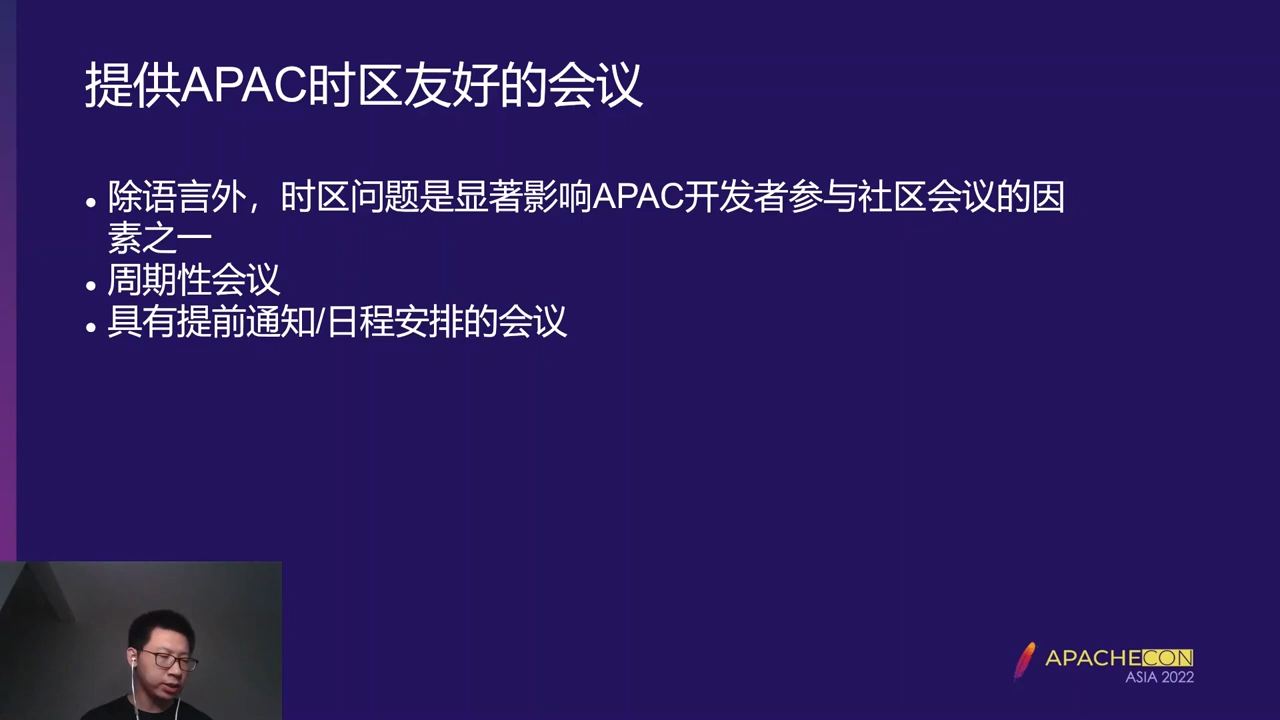 提供APAC时区友好的会议
除语言外，时区问题是显著影响APAC开发者参与社区会议的因
素之一
周期性会议
具有提前通知/日程安排的会议
APACHECON
ASIA 2022